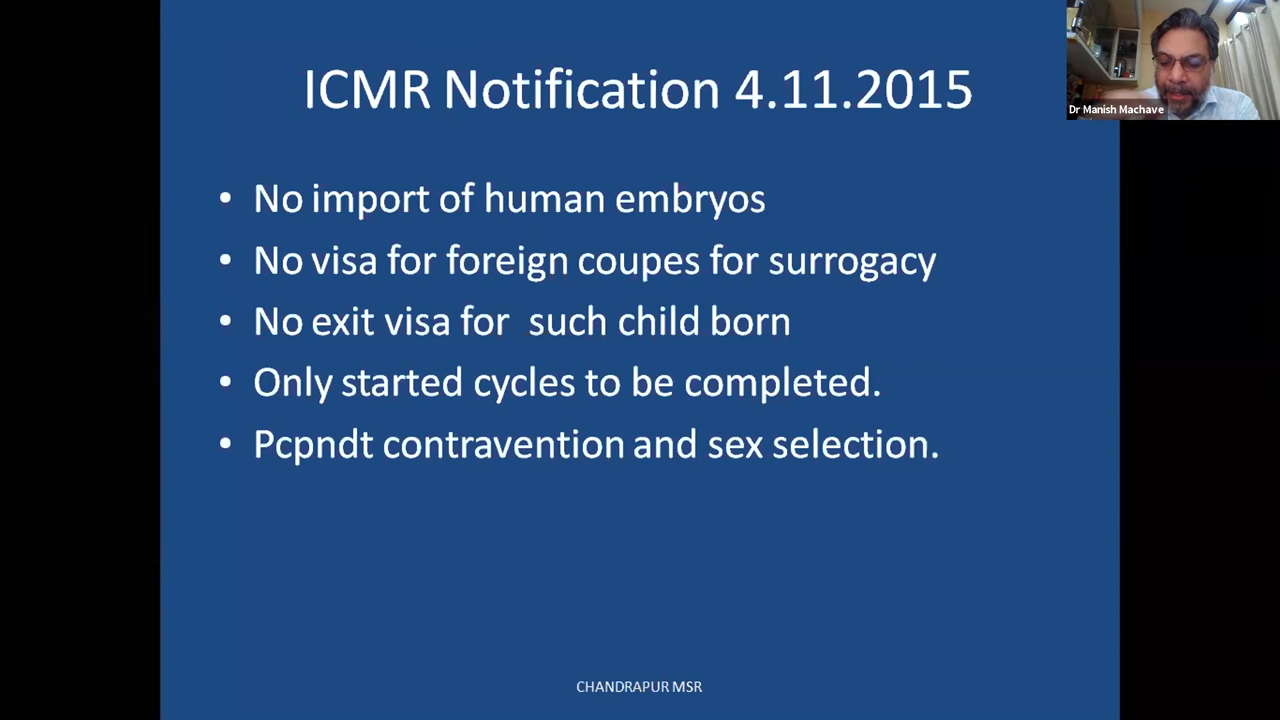 ICMR Notification 4.11.2015
Dr Manish Machave
• No import of human embryos
• No visa for foreign coupes for surrogacy
• No exit visa for such child born
• Only started cycles to be completed.
• Pcpndt contravention and sex selection.
CHANDRAPUR MSR